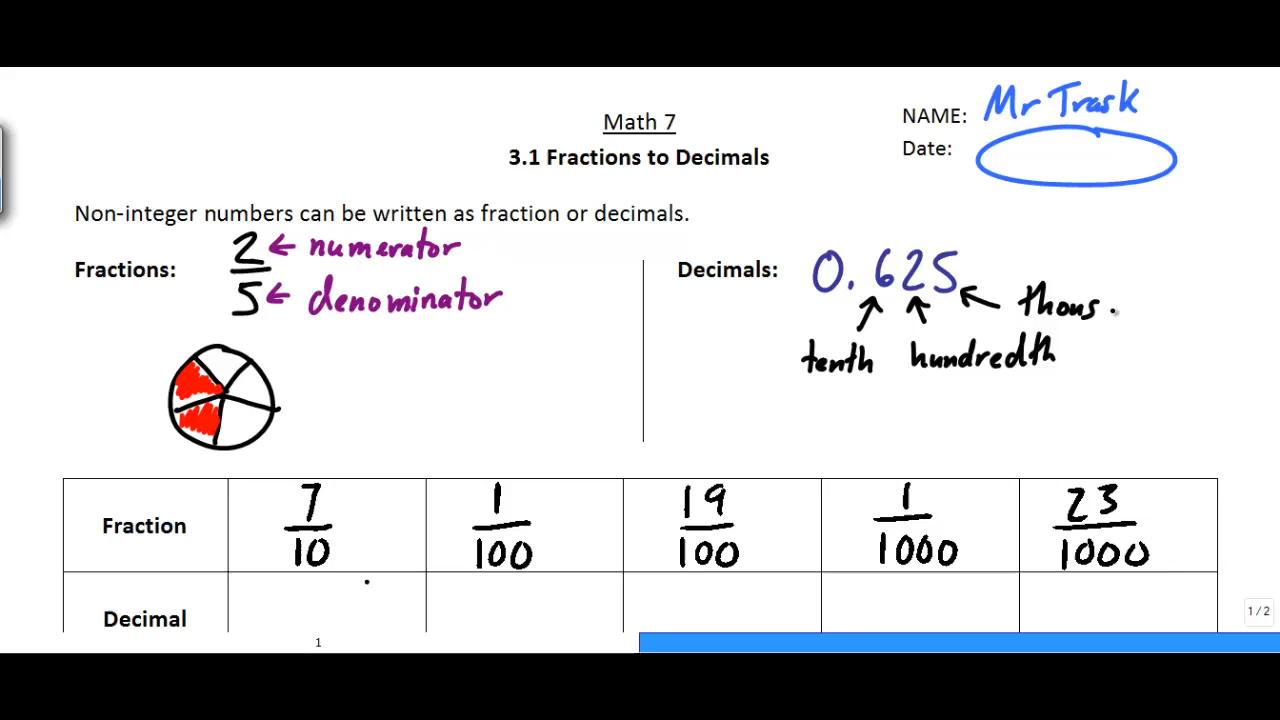 Math 7
NAME: Mr Trask
3.1 Fractions to Decimals
Date:
Non-integer numbers can be written as fraction or decimals.
Fractions: 2/5
← numerator
← denominator
Decimals: 0.625
tenth
hundredth
thous
Fraction 7/10 1/100 19/100 1/1000 23/1000
Decimal
1
1/2